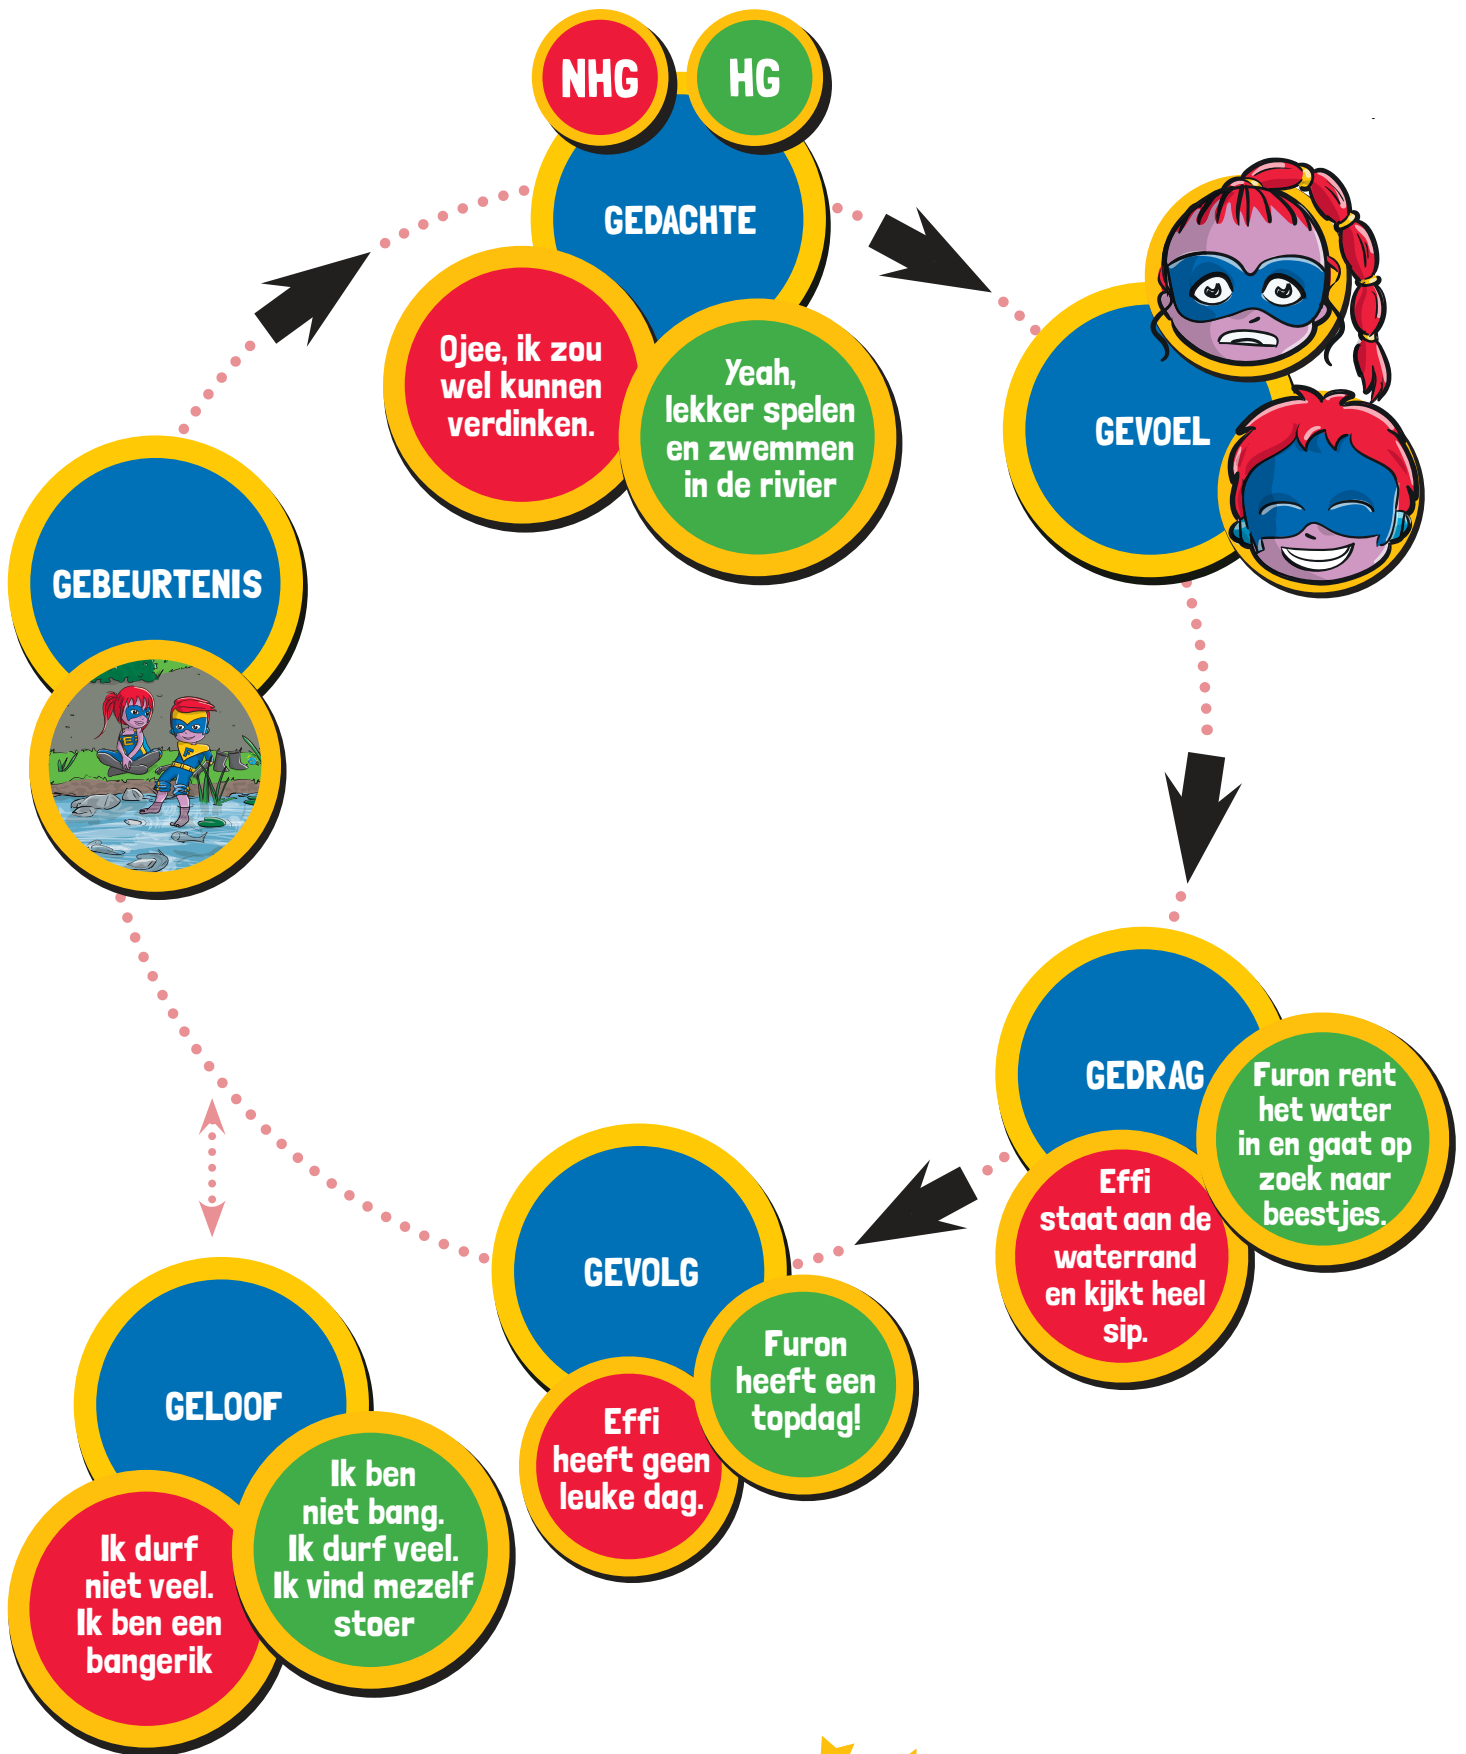 NHG
HG
GEDACHTE
Ojee, ik zou
wel kunnen
verdinken.
Yeah,
lekker spelen
en zwemmen
in de rivier
GEVOEL
GEBEURTENIS
E
F
GEDRAG
Furon rent
het water
in en gaat op
zoek naar
beestjes.
Effi
staat aan de
waterrand
en kijkt heel
sip.
GEVOLG
Furon
heeft een
topdag!
Effi
heeft geen
leuke dag.
GELOOF
Ik ben
niet bang.
Ik durf veel.
Ik vind mezelf
stoer
Ik durf
niet veel.
Ik ben een
bangerik